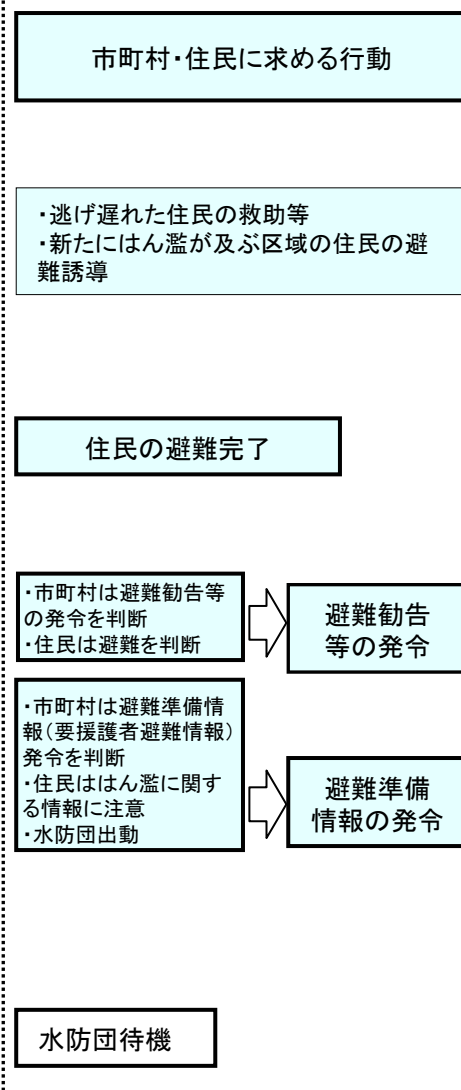 市町村・住民に求める行動
・逃げ遅れた住民の救助等
・新たにはん濫が及ぶ区域の住民の避
難誘導
住民の避難完了
・市町村は避難勧告等
の発令を判断
・住民は避難を判断
避難勧告
等の発令
・市町村は避難準備情
報(要援護者避難情報)
発令を判断
・住民ははん濫に関す
る情報に注意
・水防団出動
避難準備
情報の発令
水防団待機